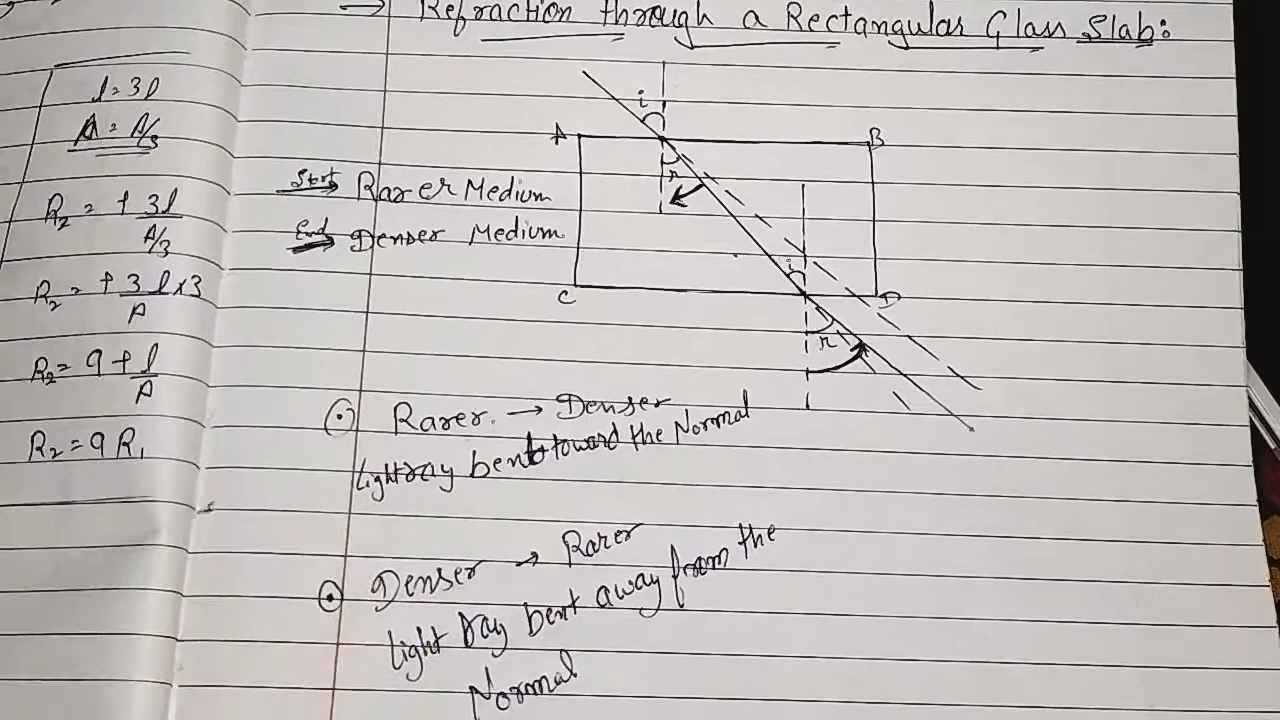 → Refraction through a Rectangular Glass Slab:
l = 3l
A = A/3
R2 = ρ 3l
A/3
R2 = ρ 3l x 3
A
R2 = 9 ρ l
A
R2 = 9 R1
i
A
B
r
Start → Rarer Medium
End → Denser Medium
i
C
D
r
Rarer. → Denser
light ray bent toward the Normal
Denser → Rarer
light ray bent away from the
Normal